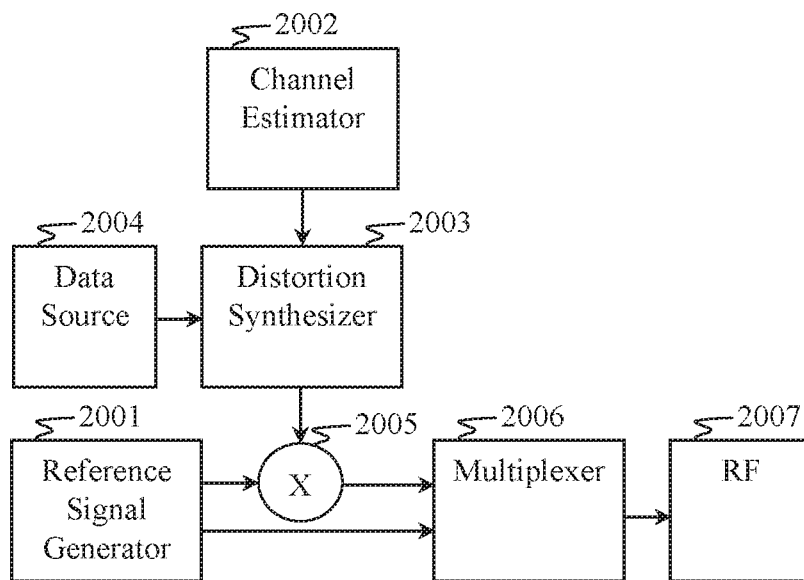 2002
Channel
Estimator
2004
2003
Data
Source
Distortion
Synthesizer
2001
2005
2006
2007
Reference
Signal
Generator
X
Multiplexer
RF